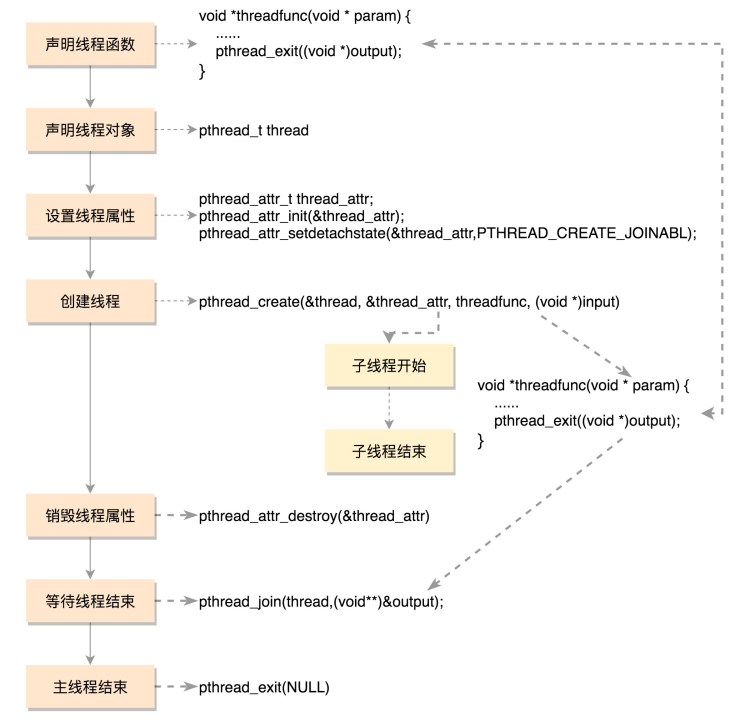 声明线程函数
void *threadfunc(void * param) {
......
pthread_exit((void *)output);
}
声明线程对象
pthread_t thread
设置线程属性
pthread_attr_t thread_attr;
pthread_attr_init(&thread_attr);
pthread_attr_setdetachstate(&thread_attr,PTHREAD_CREATE_JOINABL);
创建线程
pthread_create(&thread, &thread_attr, threadfunc, (void *)input)
子线程开始
void *threadfunc(void * param) {
......
pthread_exit((void *)output);
}
子线程结束
销毁线程属性
pthread_attr_destroy(&thread_attr)
等待线程结束
pthread_join(thread,(void**)&output);
主线程结束
pthread_exit(NULL)